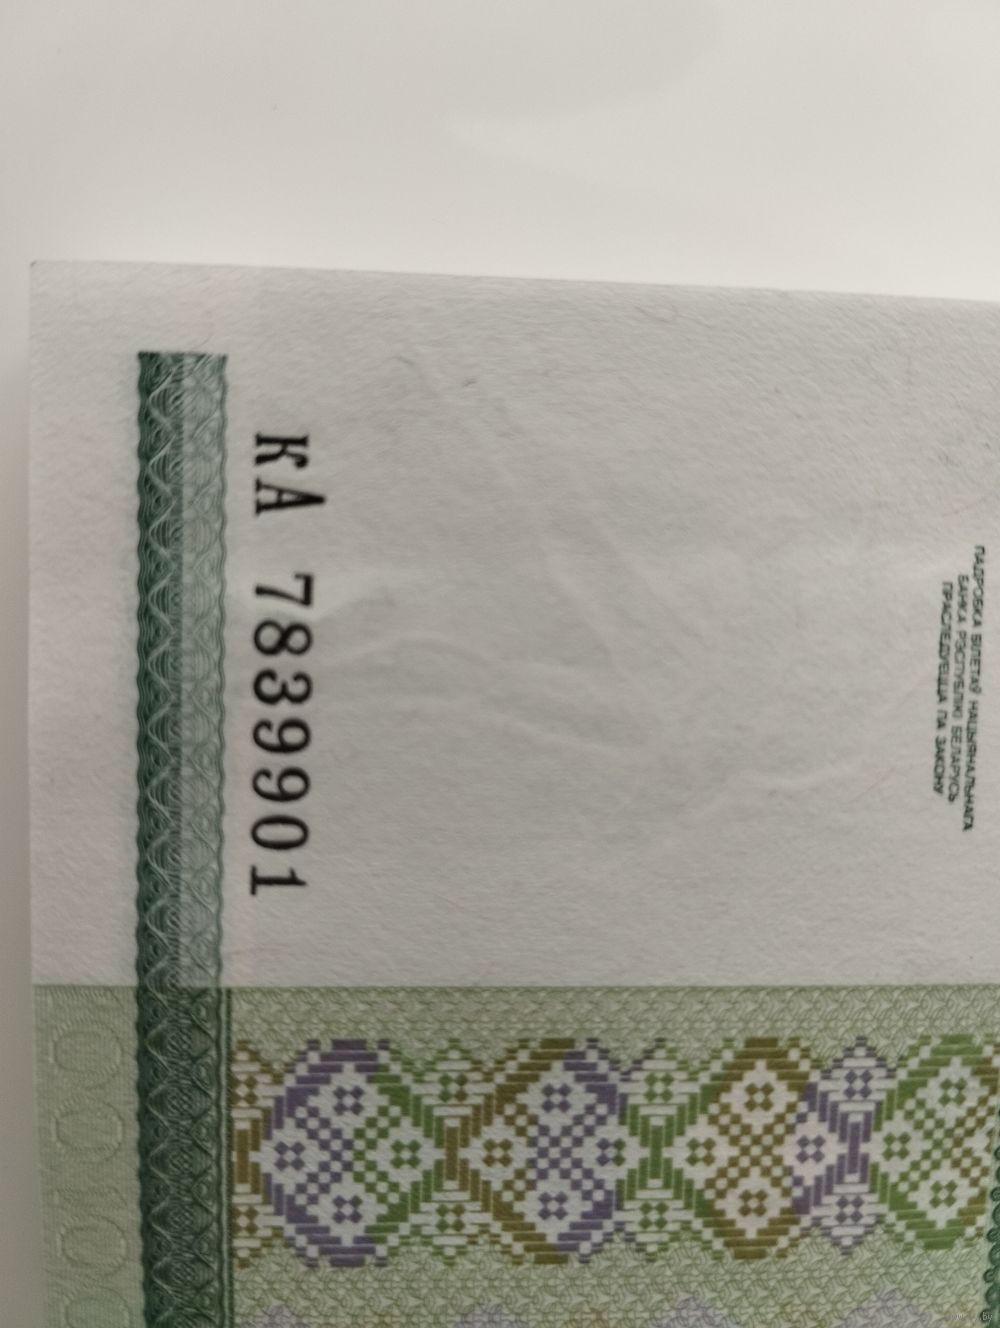 кА 7839901
ПАДРОБКА БІЛЕТАЎ НАЦЫЯНАЛЬНАГА
БАНКА РЭСПУБЛІКІ БЕЛАРУСЬ
ПРАСЛЕДУЕЦЦА ПА ЗАКОНУ